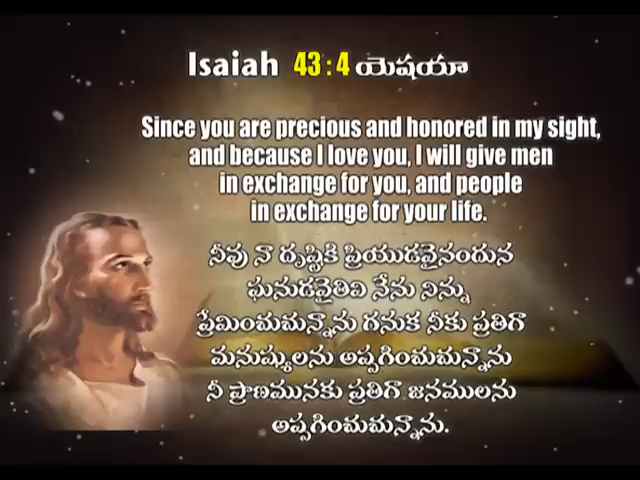 Isaiah 43 : 4 యెషయా
Since you are precious and honored in my sight,
and because I love you, I will give men
in exchange for you, and people
in exchange for your life.
నీవు నా దృష్టికి ప్రియుడవైనందున
ఘనుడవైతివి నేను నిన్ను
ప్రేమించుచున్నాను గనుక నీకు ప్రతిగా
మనుష్యులను అప్పగించుచున్నాను
నీ ప్రాణమునకు ప్రతిగా జనములను
అప్పగించుచున్నాను.